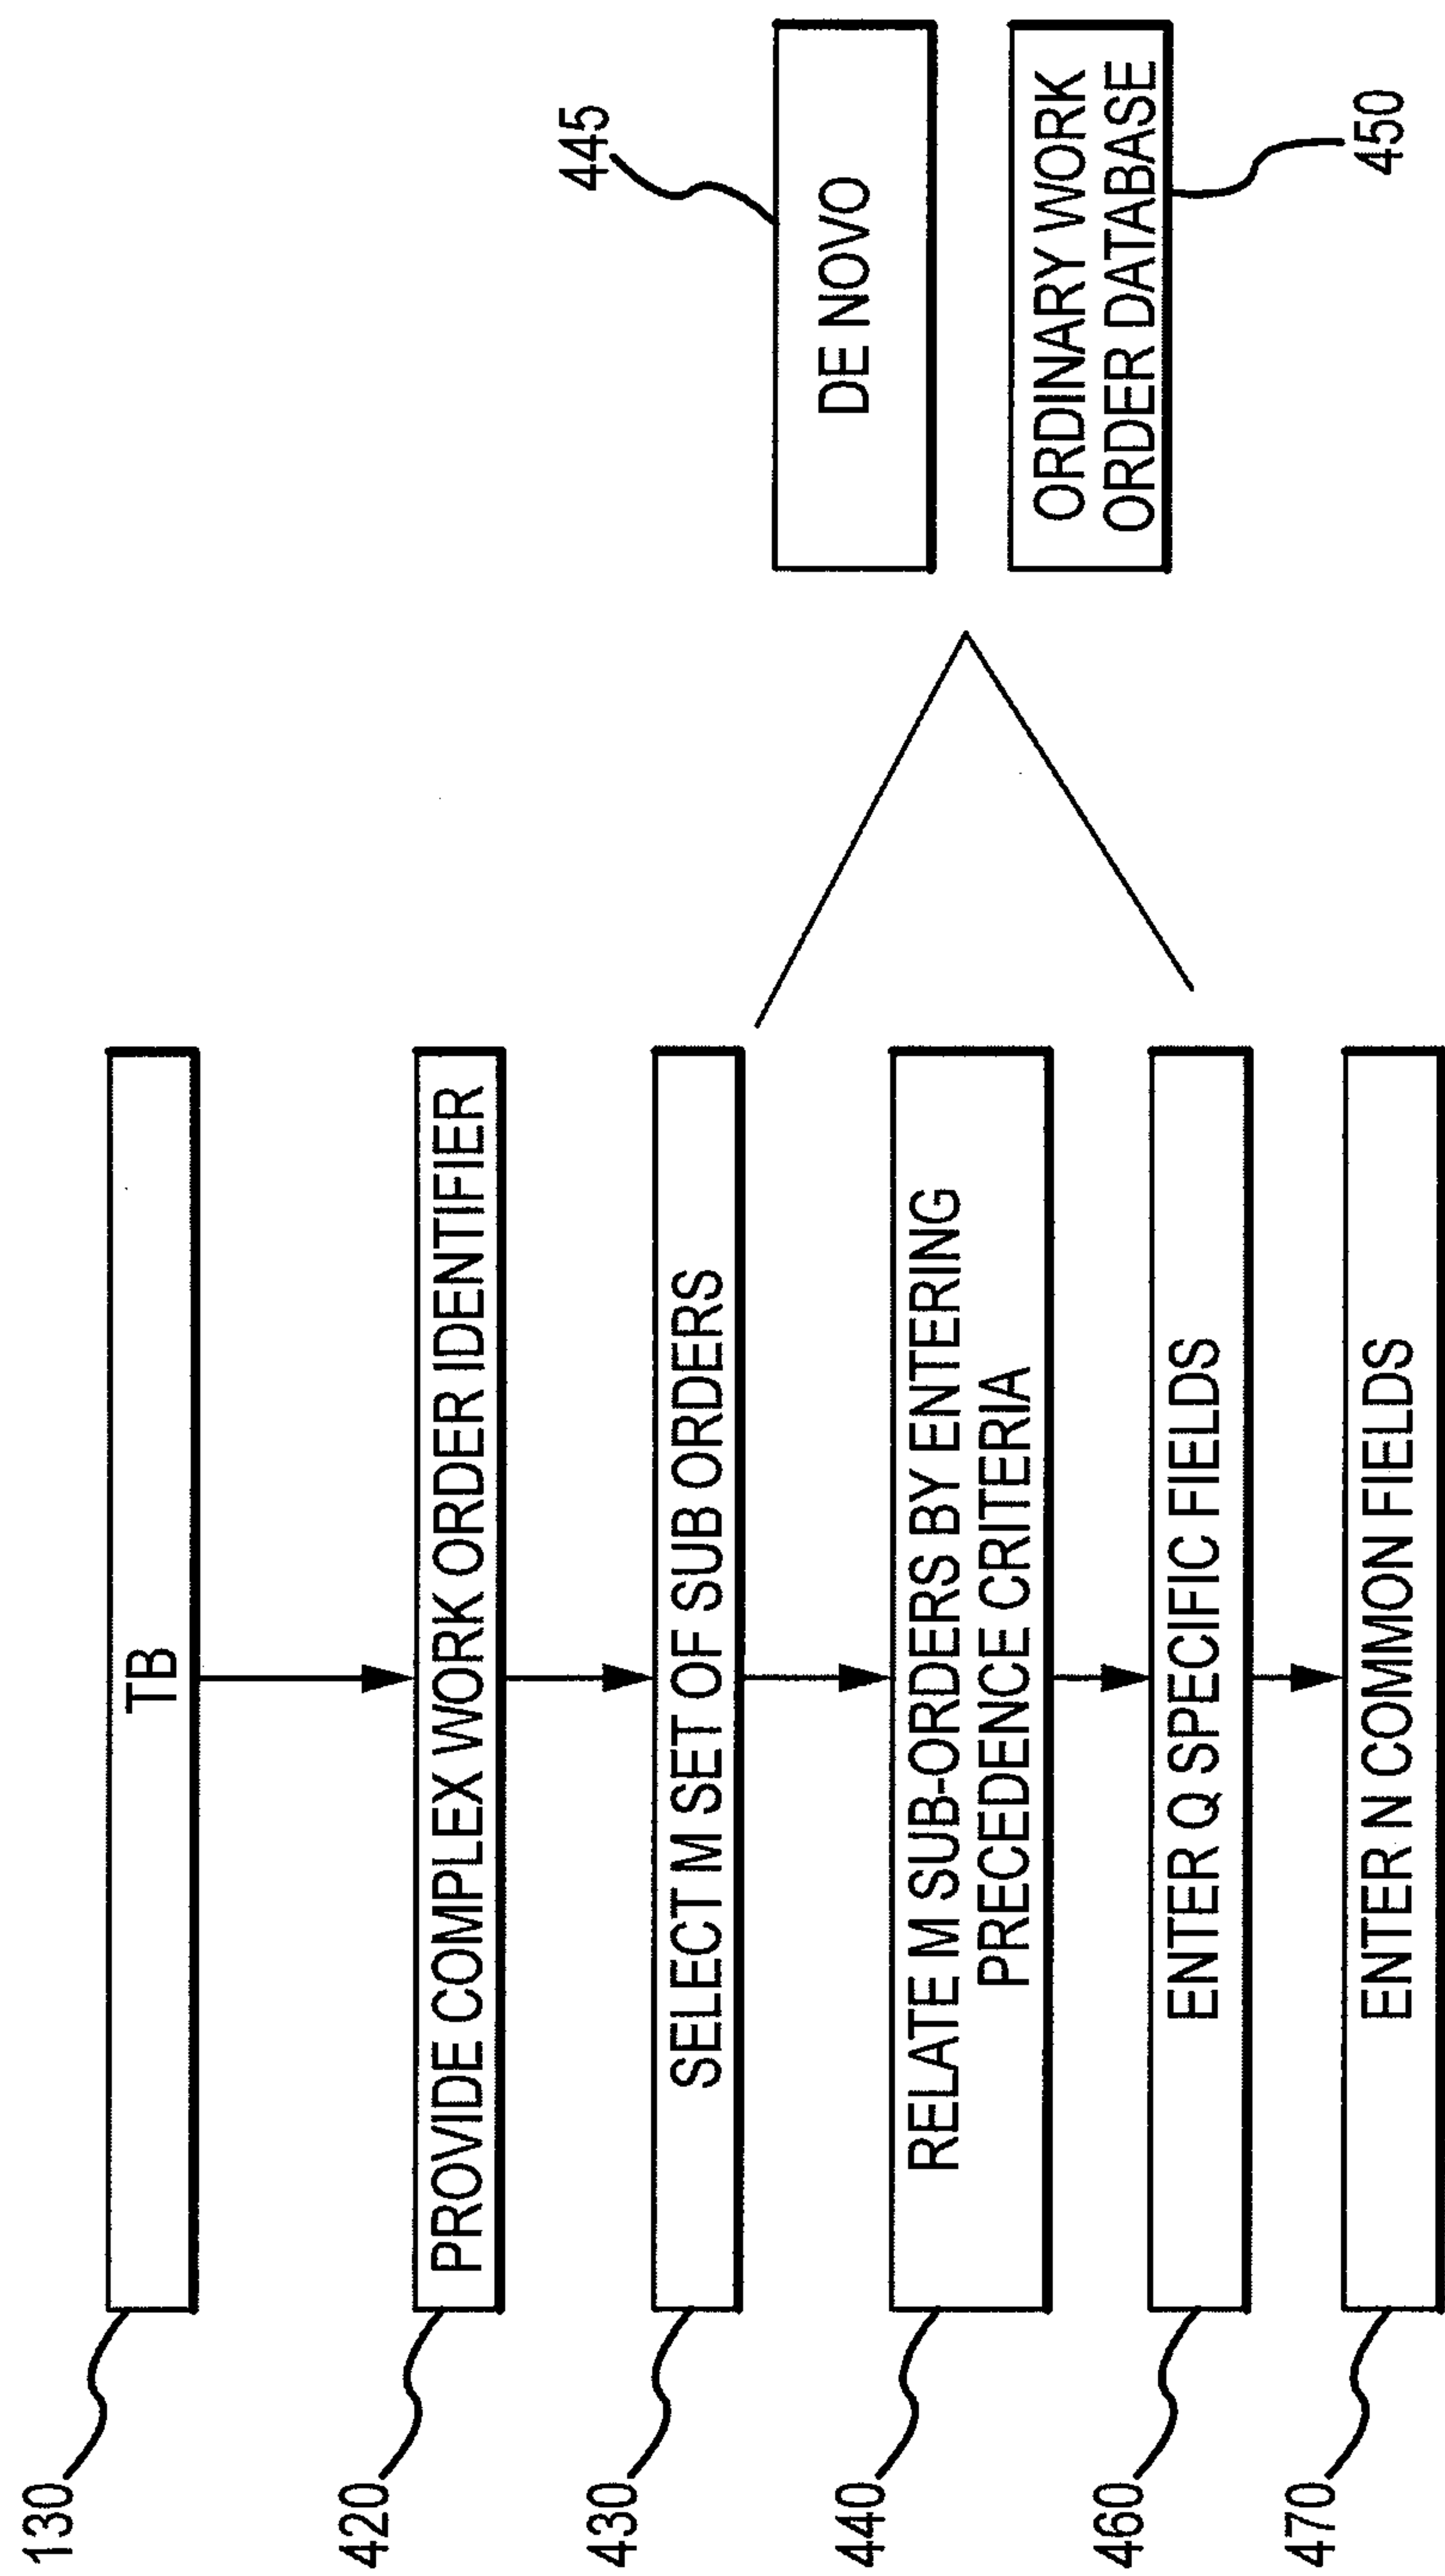 130
TB
420
PROVIDE COMPLEX WORK ORDER IDENTIFIER
430
SELECT M SET OF SUB ORDERS
440
RELATE M SUB-ORDERS BY ENTERING
PRECEDENCE CRITERIA
460
ENTER Q SPECIFIC FIELDS
470
ENTER N COMMON FIELDS
445
DE NOVO
ORDINARY WORK
ORDER DATABASE
450